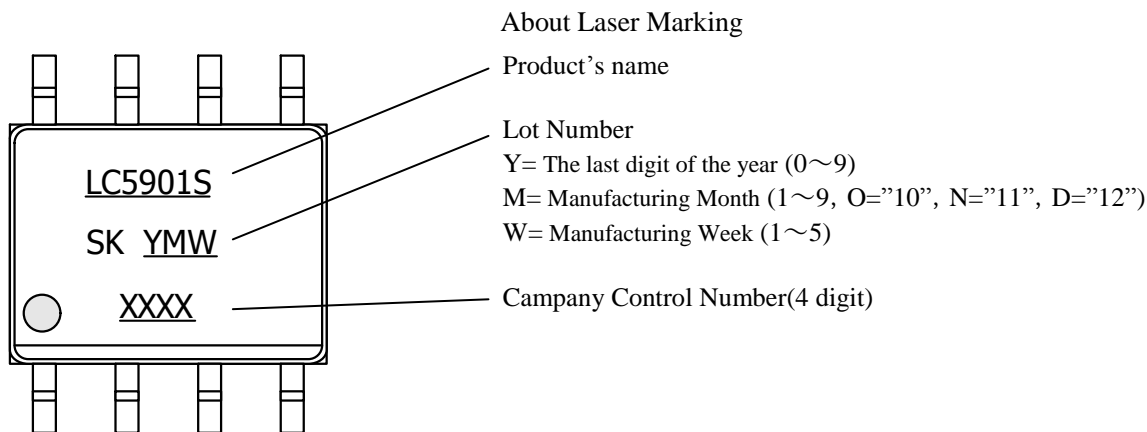 About Laser Marking
Product’s name
Lot Number
Y= The last digit of the year (0～9)
M= Manufacturing Month (1～9, O=”10”, N=”11”, D=”12”)
W= Manufacturing Week (1～5)
Campany Control Number(4 digit)
LC5901S
SK YMW
XXXX